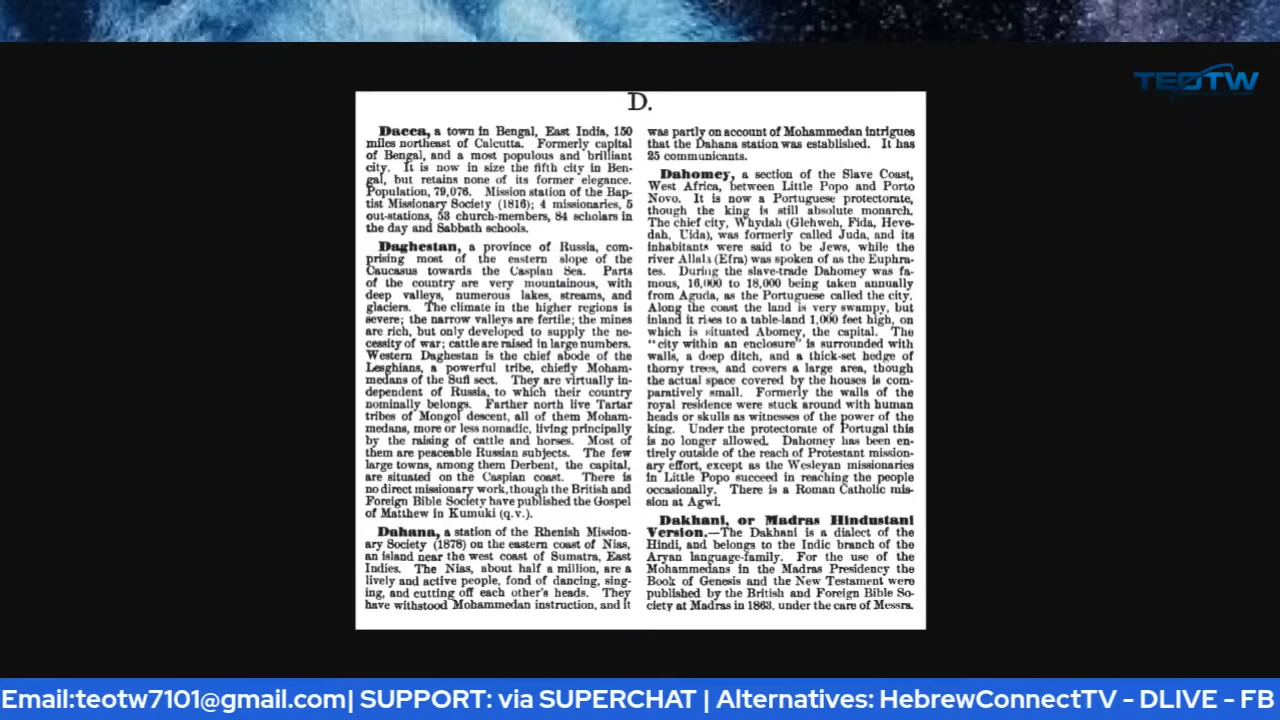 TEOTW
D.
Dacca, a town in Bengal, East India, 150
miles northeast of Calcutta. Formerly capital
of Bengal, and a most populous and brilliant
city. It is now in size the fifth city in Ben-
gal, but retains none of its former elegance.
Population, 79,076. Mission station of the Bap-
tist Missionary Society (1816); 4 missionaries, 5
out-stations, 53 church-members, 84 scholars in
the day and Sabbath schools.
Daghestan, a province of Russia, com-
prising most of the eastern slope of the
Caucasus towards the Caspian Sea. Parts
of the country are very mountainous, with
deep valleys, numerous lakes, streams, and
glaciers. The climate in the higher regions is
severe; the narrow valleys are fertile; the mines
are rich, but only developed to supply the ne-
cessity of war; cattle are raised in large numbers.
Western Daghestan is the chief abode of the
Lesghians, a powerful tribe, chiefly Moham-
medans of the Sufi sect. They are virtually in-
dependent of Russia, to which their country
nominally belongs. Farther north live Tartar
tribes of Mongol descent, all of them Moham-
medans, more or less nomadic, living principally
by the raising of cattle and horses. Most of
them are peaceable Russian subjects. The few
large towns, among them Derbent, the capital,
are situated on the Caspian coast. There is
no direct missionary work, though the British and
Foreign Bible Society have published the Gospel
of Matthew in Kumuki (q.v.).
Dahana, a station of the Rhenish Mission-
ary Society (1878) on the eastern coast of Nias,
an island near the west coast of Sumatra, East
Indies. The Nias, about half a million, are a
lively and active people, fond of dancing, sing-
ing, and cutting off each other's heads. They
have withstood Mohammedan instruction, and it
was partly on account of Mohammedan intrigues
that the Dahana station was established. It has
25 communicants.
Dahomey, a section of the Slave Coast,
West Africa, between Little Popo and Porto
Novo. It is now a Portuguese protectorate,
though the king is still absolute monarch.
The chief city, Whydah (Glehweh, Fida, Heve-
dah, Uida), was formerly called Juda, and its
inhabitants were said to be Jews, while the
river Allala (Efra) was spoken of as the Euphra-
tes. During the slave-trade Dahomey was fa-
mous, 16,000 to 18,000 being taken annually
from Aguda, as the Portuguese called the city.
Along the coast the land is very swampy, but
inland it rises to a table-land 1,000 feet high, on
which is situated Abomey, the capital. The
"city within an enclosure" is surrounded with
walls, a deep ditch, and a thick-set hedge of
thorny trees, and covers a large area, though
the actual space covered by the houses is com-
paratively small. Formerly the walls of the
royal residence were stuck around with human
heads or skulls as witnesses of the power of the
king. Under the protectorate of Portugal this
is no longer allowed. Dahomey has been en-
tirely outside of the reach of Protestant mission-
ary effort, except as the Wesleyan missionaries
in Little Popo succeed in reaching the people
occasionally. There is a Roman Catholic mis-
sion at Agwi.
Dakhani, or Madras Hindustani
Version.—The Dakhani is a dialect of the
Hindi, and belongs to the Indic branch of the
Aryan language-family. For the use of the
Mohammedans in the Madras Presidency the
Book of Genesis and the New Testament were
published by the British and Foreign Bible So-
ciety at Madras in 1863, under the care of Messrs.
Email:teotw7101@gmail.com| SUPPORT: via SUPERCHAT | Alternatives: HebrewConnectTV - DLIVE - FB